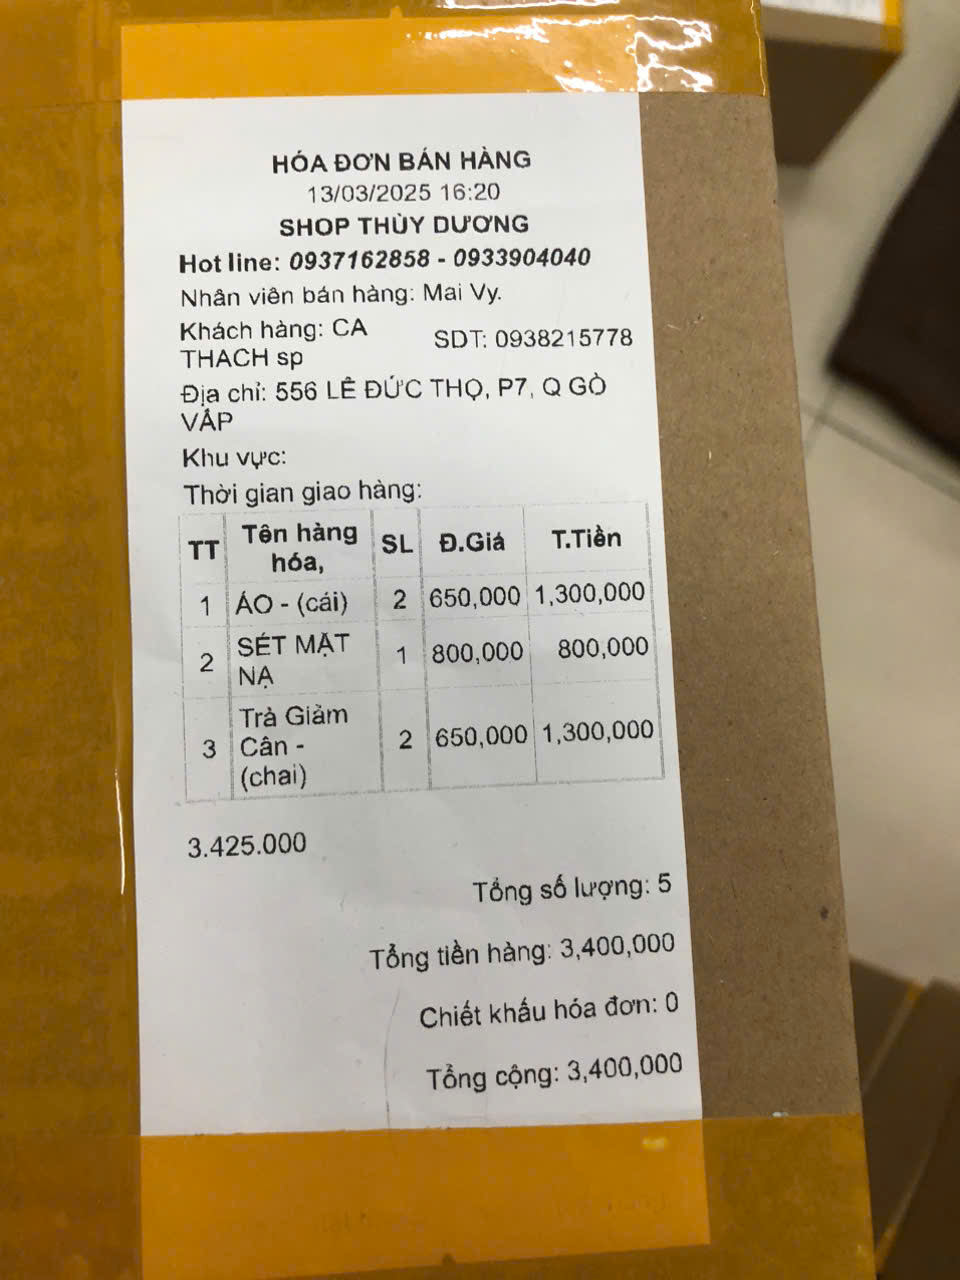 HÓA ĐƠN BÁN HÀNG
13/03/2025 16:20
SHOP THÙY DƯƠNG
Hot line: 0937162858 - 0933904040
Nhân viên bán hàng: Mai Vy.
Khách hàng: CA THACH sp SDT: 0938215778
Địa chỉ: 556 LÊ ĐỨC THỌ, P7, Q GÒ
VẤP
Khu vực:
Thời gian giao hàng:
TT Tên hàng hóa, SL Đ.Giá T.Tiền
1 ÁO - (cái) 2 650,000 1,300,000
2 SÉT MẶT NẠ 1 800,000 800,000
3 Trà Giảm Cân - (chai) 2 650,000 1,300,000
3.425.000
Tổng số lượng: 5
Tổng tiền hàng: 3,400,000
Chiết khấu hóa đơn: 0
Tổng cộng: 3,400,000